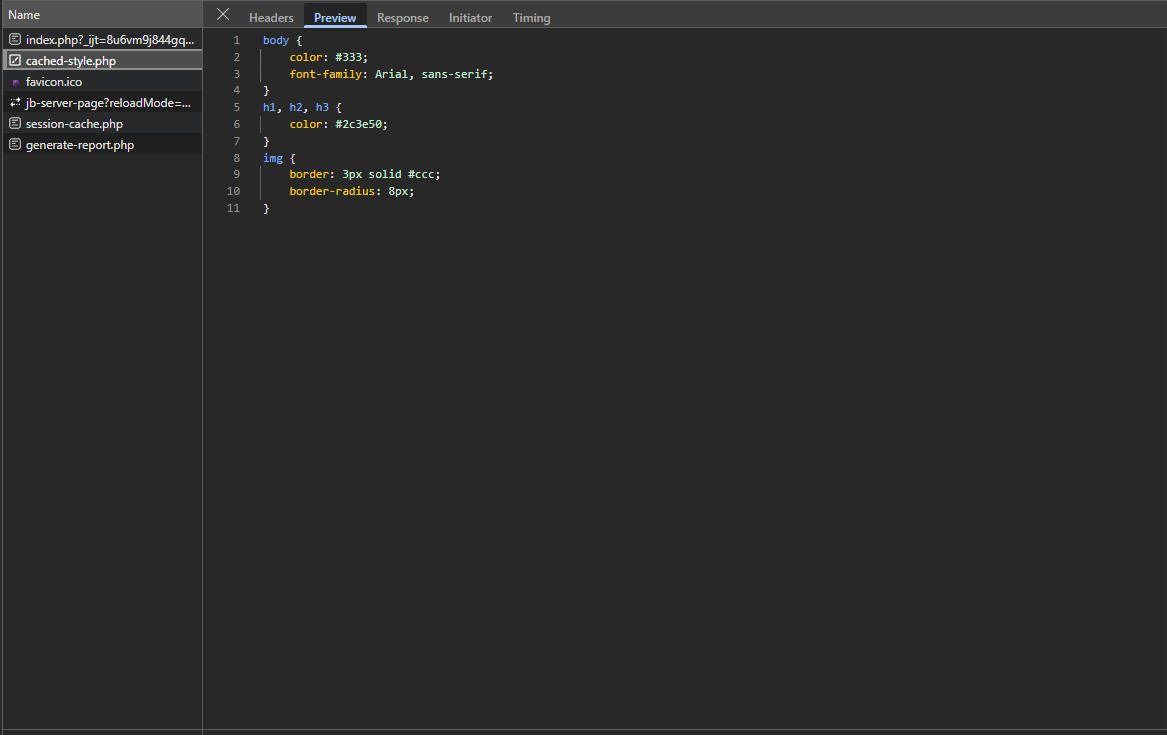 Name
index.php?_ijt=8u6vm9j844gq...
cached-style.php
favicon.ico
jb-server-page?reloadMode=...
session-cache.php
generate-report.php
Headers Preview Response Initiator Timing
1 body {
2 color: #333;
3 font-family: Arial, sans-serif;
4 }
5 h1, h2, h3 {
6 color: #2c3e50;
7 }
8 img {
9 border: 3px solid #ccc;
10 border-radius: 8px;
11 }